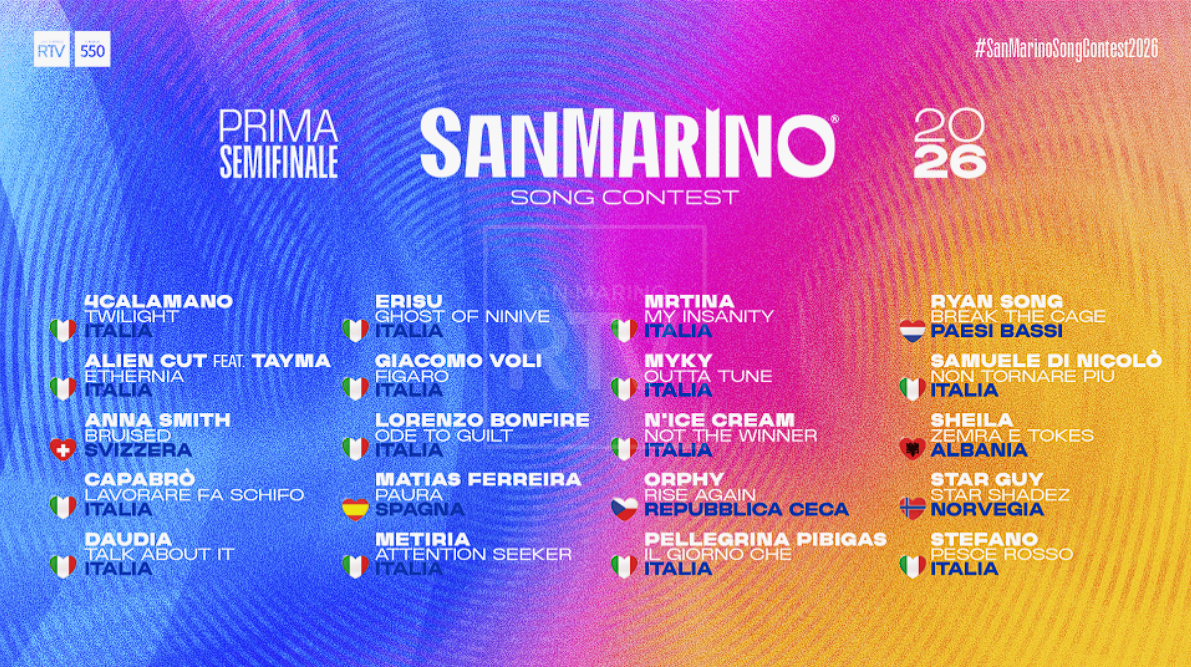 RTV 550
#SanMarinoSongContest2026
PRIMA
SEMIFINALE
SANMARINO®
SONG CONTEST
20
26
4CALAMANO
TWILIGHT
ITALIA
ALIEN CUT FEAT. TAYMA
ETHERNIA
ITALIA
ANNA SMITH
BRUISED
SVIZZERA
CAPABRÒ
LAVORARE FA SCHIFO
ITALIA
DAUDIA
TALK ABOUT IT
ITALIA
ERISU
GHOST OF NINIVE
ITALIA
GIACOMO VOLI
FIGARO
ITALIA
LORENZO BONFIRE
ODE TO GUILT
ITALIA
MATIAS FERREIRA
PAURA
SPAGNA
METIRIA
ATTENTION SEEKER
ITALIA
MRTINA
MY INSANITY
ITALIA
MYKY
OUTTA TUNE
ITALIA
N'ICE CREAM
NOT THE WINNER
ITALIA
ORPHY
RISE AGAIN
REPUBBLICA CECA
PELLEGRINA PIBIGAS
IL GIORNO CHE
ITALIA
RYAN SONG
BREAK THE CAGE
PAESI BASSI
SAMUELE DI NICOLÒ
NON TORNARE PIÙ
ITALIA
SHEILA
ZEMRA E TOKES
ALBANIA
STAR GUY
STAR SHADEZ
NORVEGIA
STEFANO
PESCE ROSSO
ITALIA
SAN MARINO
RTV